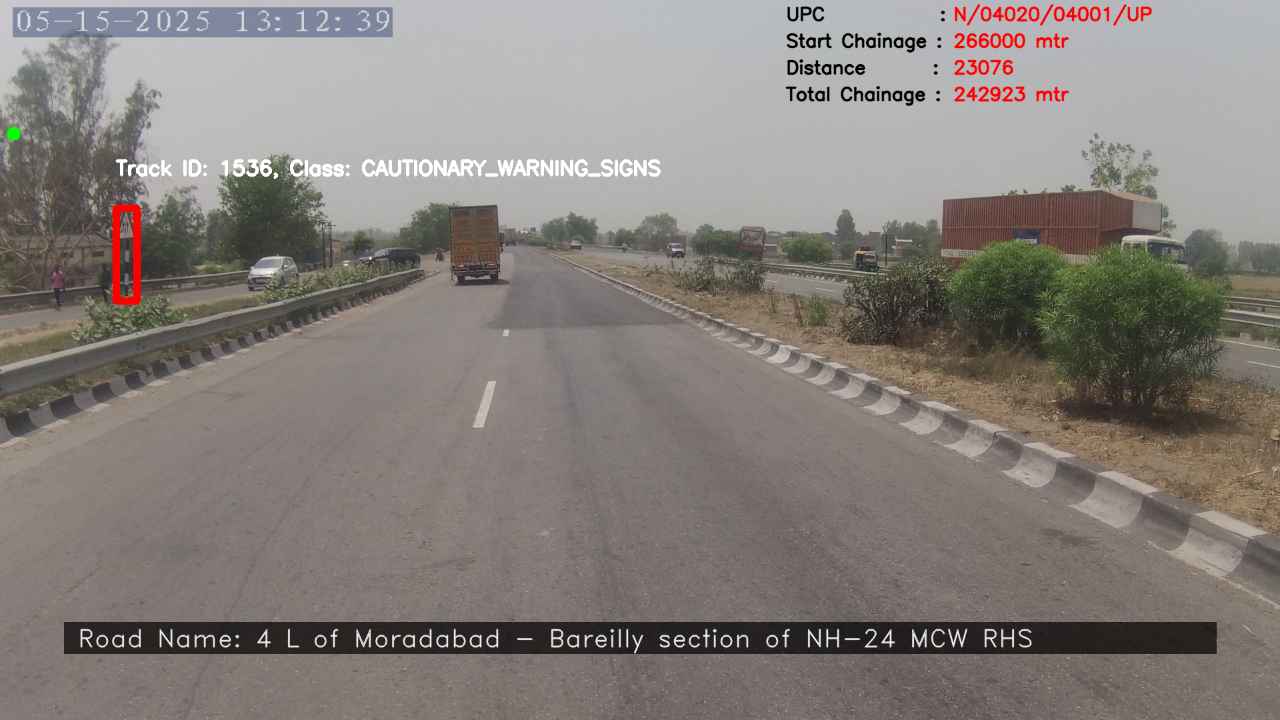 05-15-2025 13:12:39
UPC : N/04020/04001/UP
Start Chainage : 266000 mtr
Distance : 23076
Total Chainage : 242923 mtr
Track ID: 1536, Class: CAUTIONARY_WARNING_SIGNS
Road Name: 4 L of Moradabad - Bareilly section of NH-24 MCW RHS